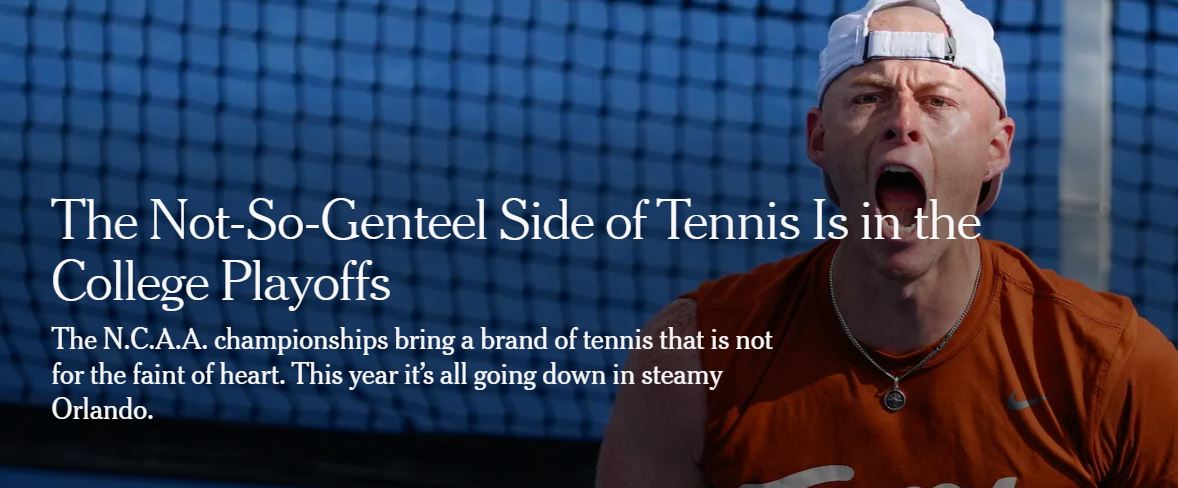 The Not-So-Genteel Side of Tennis Is in the
College Playoffs
The N.C.A.A. championships bring a brand of tennis that is not
for the faint of heart. This year it’s all going down in steamy
Orlando.